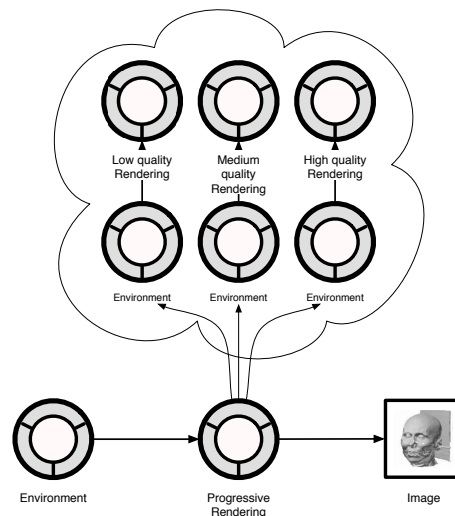 Low quality
Rendering
Medium
quality
Rendering
High quality
Rendering
Environment
Environment
Environment
Environment
Progressive
Rendering
Image